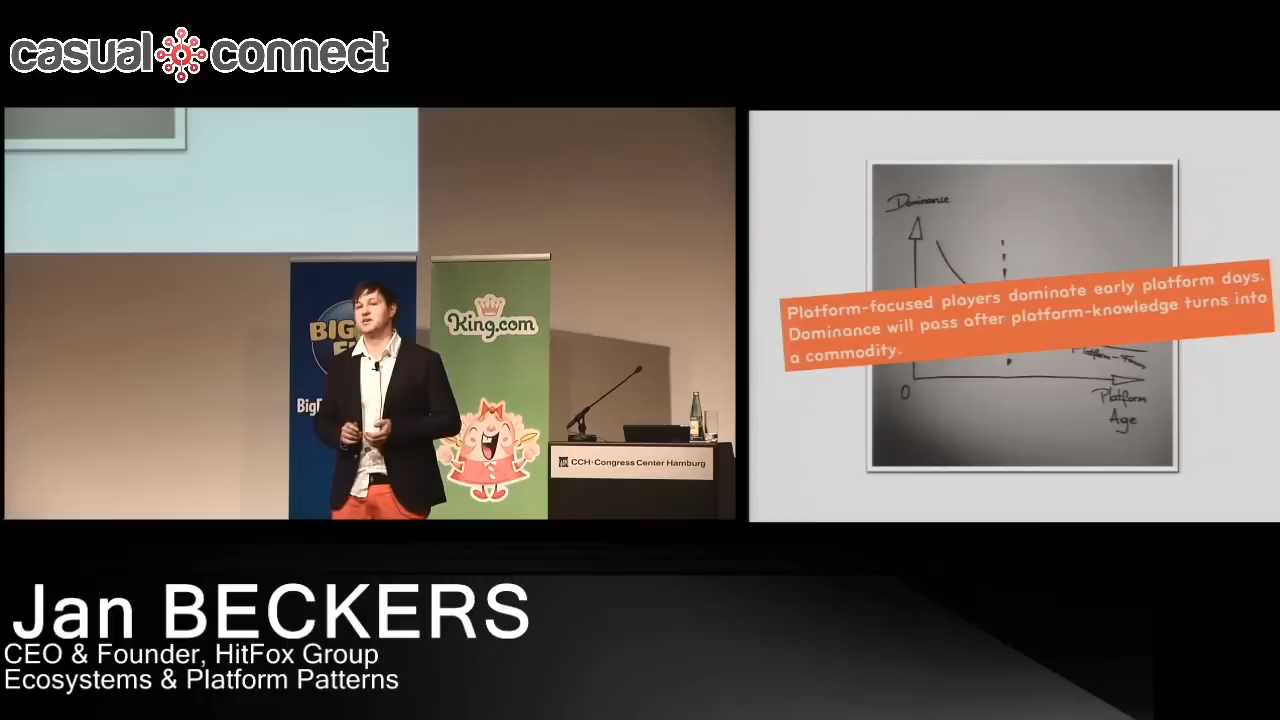 casual connect
BIG
King.com
BigF
CCH·Congress Center Hamburg
Dominance
Platform-focused players dominate early platform days.
Dominance will pass after platform-knowledge turns into
a commodity.
0
Platform
Age
Jan BECKERS
CEO & Founder, HitFox Group
Ecosystems & Platform Patterns